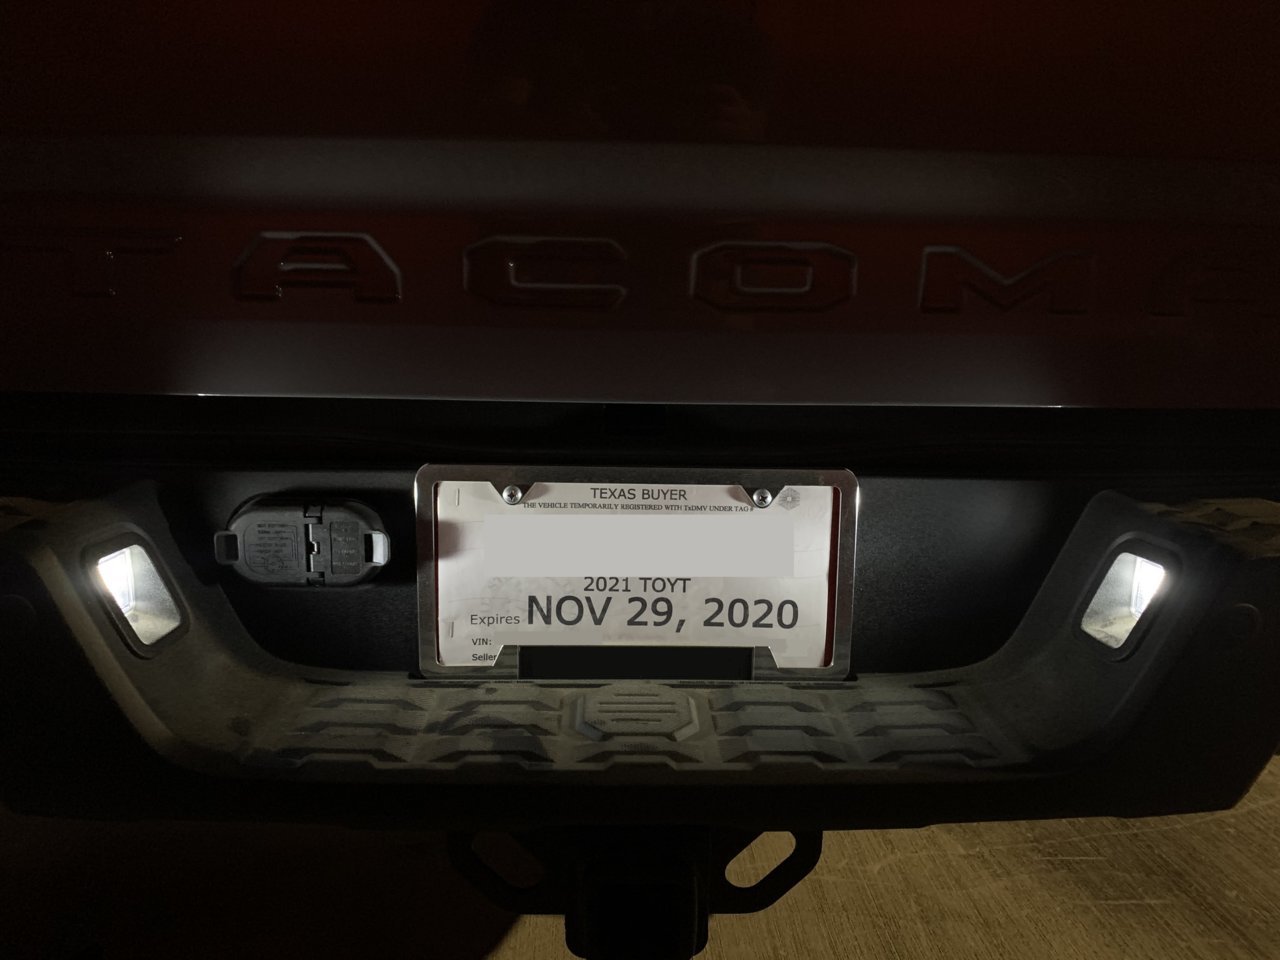 TACOMA
TEXAS BUYER
THE VEHICLE TEMPORARILY REGISTERED WITH TxDMV UNDER TAG #
2021 TOYT
Expires NOV 29, 2020
VIN:
Seller